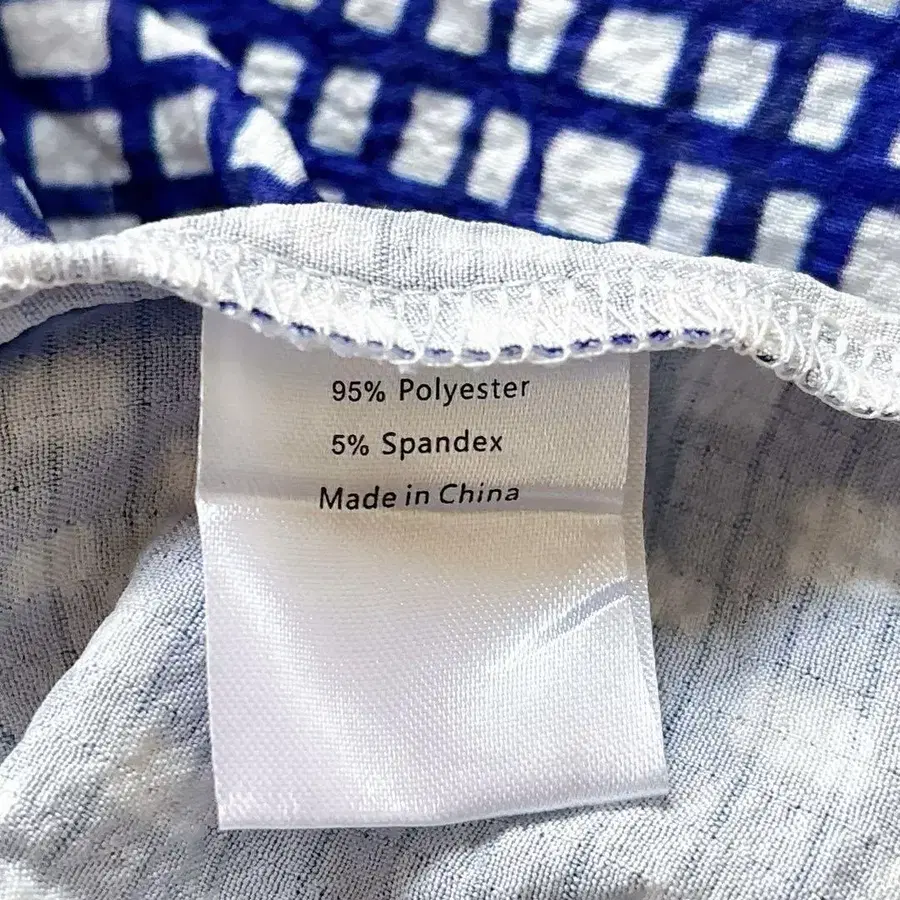 95% Polyester
5% Spandex
Made in China